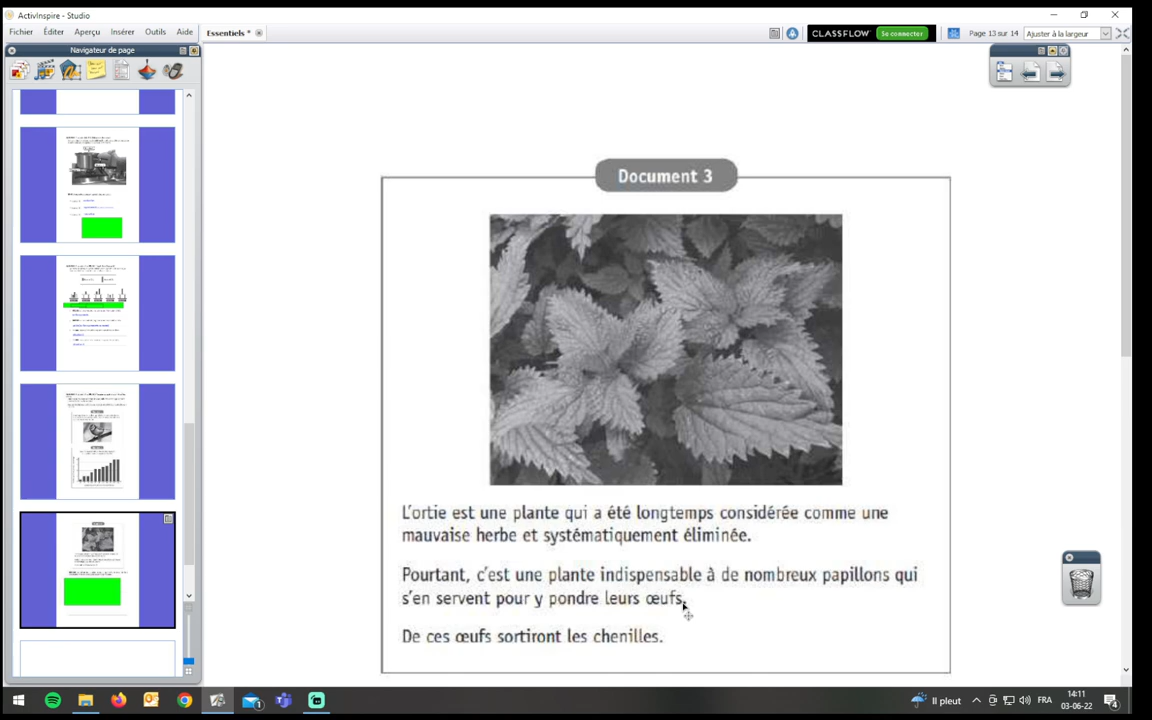 ActivInspire - Studio
Fichier Éditer Aperçu Insérer Outils Aide
Essentiels *
CLASSFLOW Se connecter
Page 13 sur 14
Ajuster à la largeur
Navigateur de page
Document 3
L'ortie est une plante qui a été longtemps considérée comme une
mauvaise herbe et systématiquement éliminée.
Pourtant, c'est une plante indispensable à de nombreux papillons qui
s'en servent pour y pondre leurs œufs.
De ces œufs sortiront les chenilles.
Il pleut
FRA
14:11
03-06-22
4
1